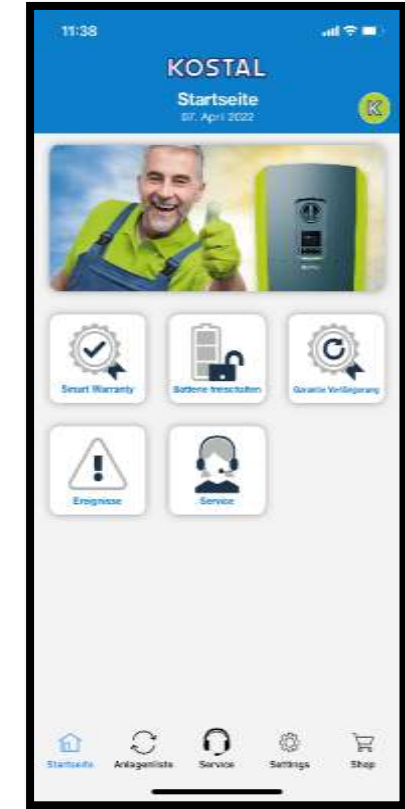 11:38
KOSTAL
Startseite
07. April 2022
K
Smart Warranty
Batterie freischalten
Garantie Verlängerung
Ereignisse
Service
Startseite
Anlagenliste
Service
Settings
Shop